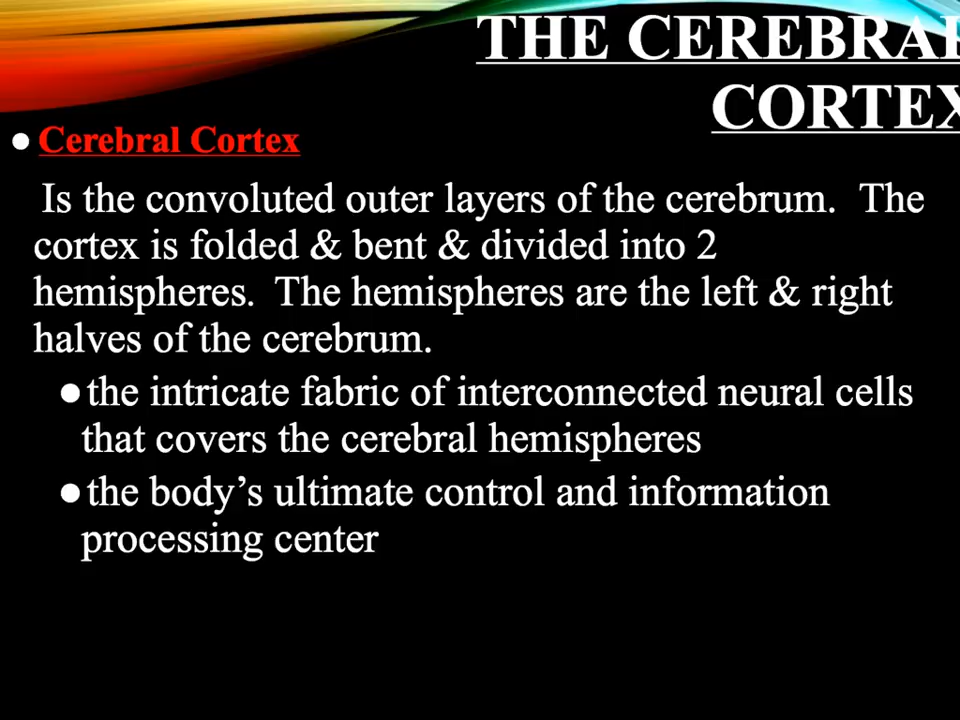 THE CEREBRAL
CORTEX
● Cerebral Cortex
Is the convoluted outer layers of the cerebrum. The
cortex is folded & bent & divided into 2
hemispheres. The hemispheres are the left & right
halves of the cerebrum.
●the intricate fabric of interconnected neural cells
that covers the cerebral hemispheres
●the body’s ultimate control and information
processing center